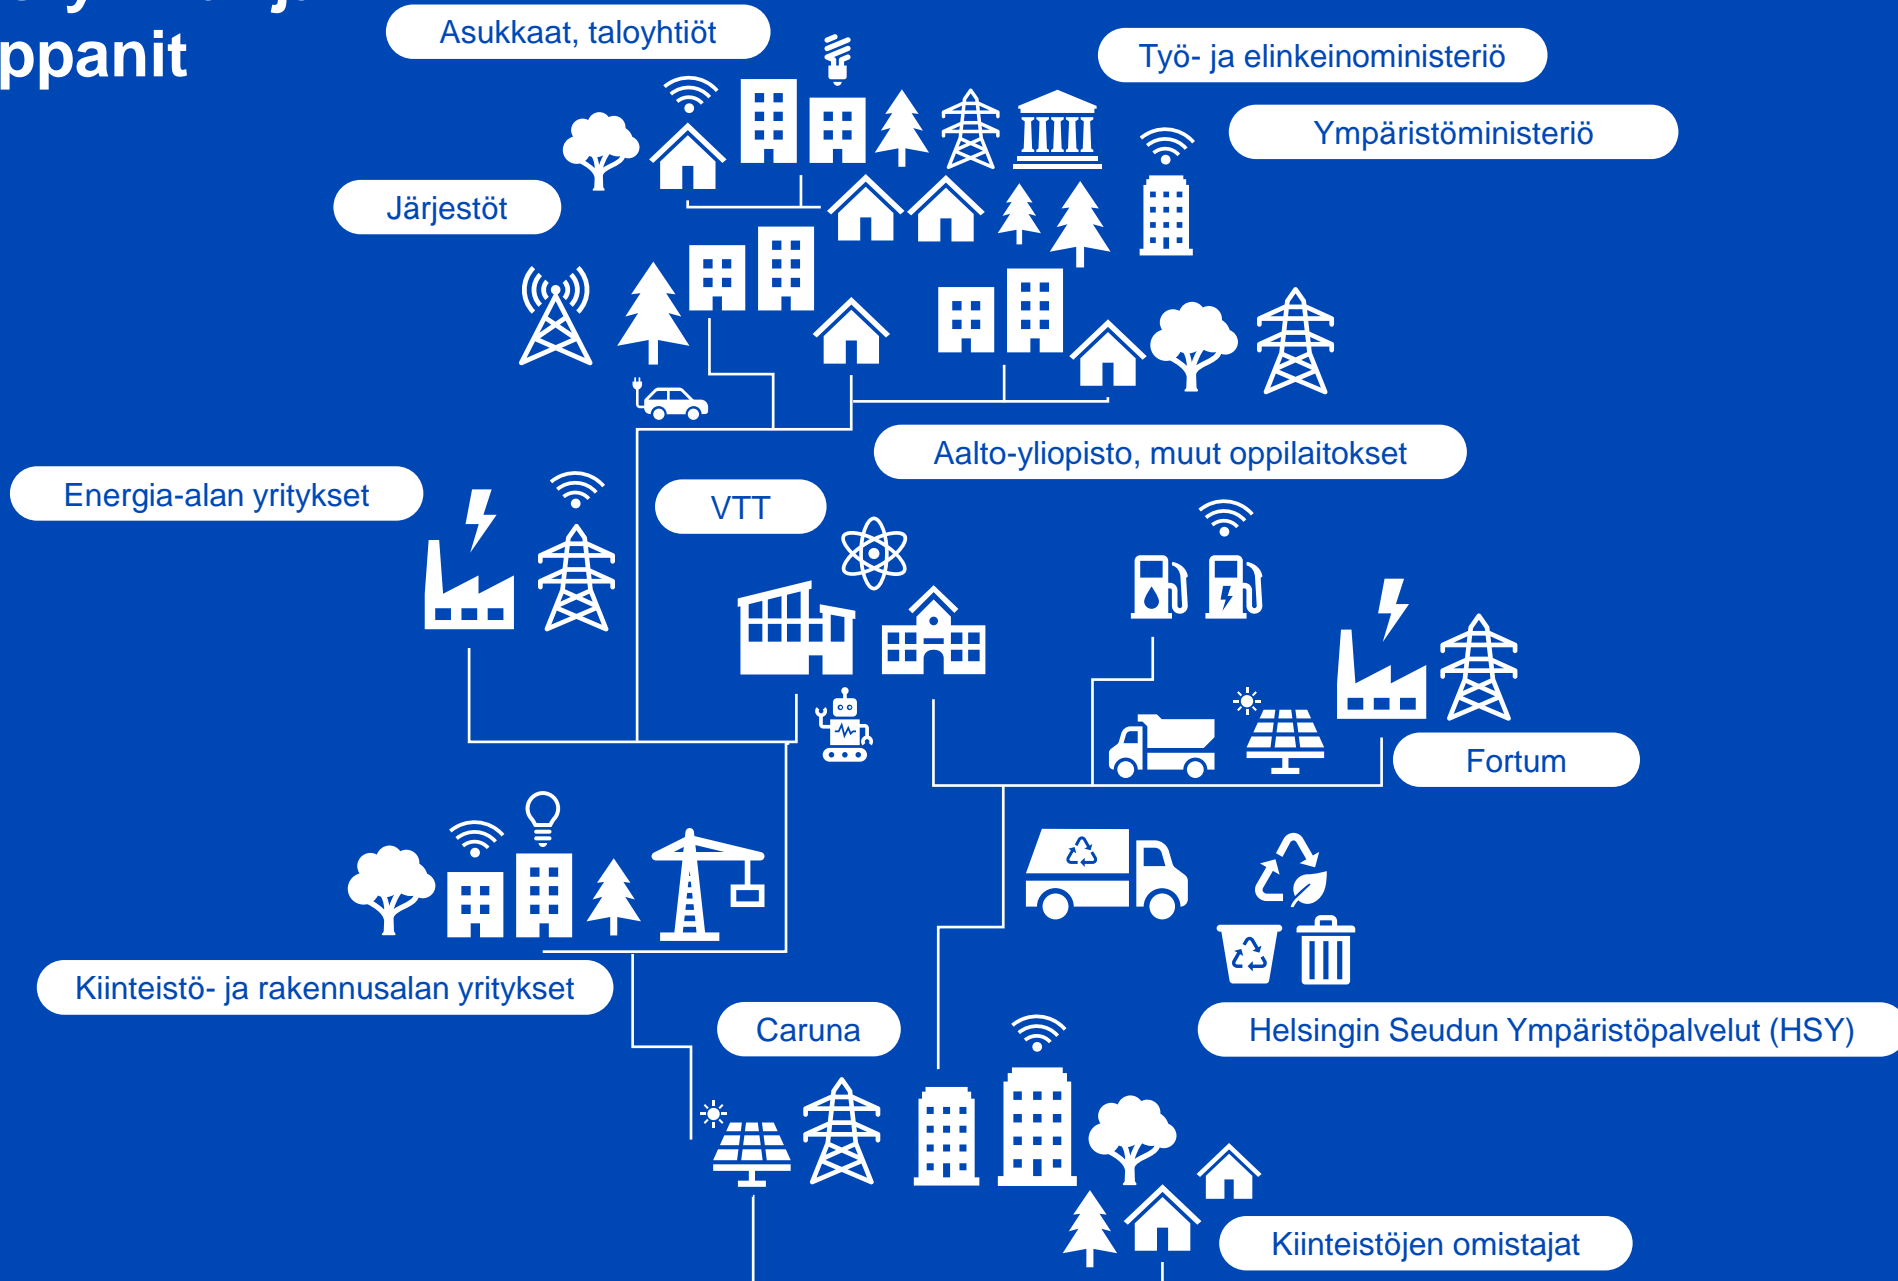 ppanit
Asukkaat, taloyhtiöt
Työ- ja elinkeinoministeriö
Ympäristöministeriö
Järjestöt
Aalto-yliopisto, muut oppilaitokset
Energia-alan yritykset
VTT
Fortum
Kiinteistö- ja rakennusalan yritykset
Caruna
Helsingin Seudun Ympäristöpalvelut (HSY)
Kiinteistöjen omistajat